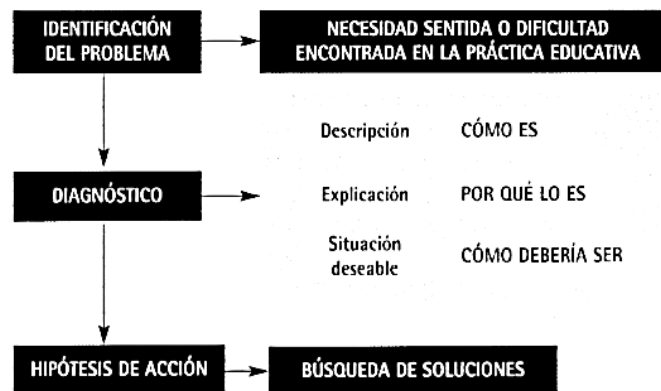 IDENTIFICACIÓN
DEL PROBLEMA
NECESIDAD SENTIDA O DIFICULTAD
ENCONTRADA EN LA PRÁCTICA EDUCATIVA
Descripción CÓMO ES
DIAGNÓSTICO
Explicación POR QUÉ LO ES
Situación
deseable CÓMO DEBERÍA SER
HIPÓTESIS DE ACCIÓN
BÚSQUEDA DE SOLUCIONES